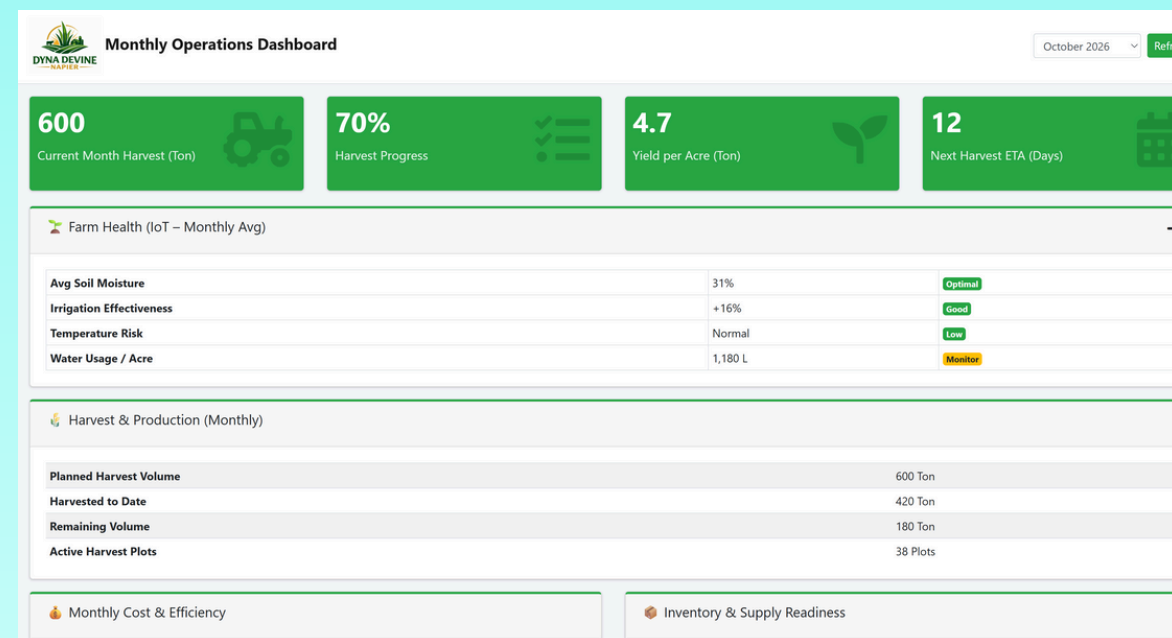 DYNA DEVINE
NAPIER
Monthly Operations Dashboard
October 2026
600
Current Month Harvest (Ton)
70%
Harvest Progress
4.7
Yield per Acre (Ton)
12
Next Harvest ETA (Days)
Farm Health (IoT – Monthly Avg)
Avg Soil Moisture 31% Optimal
Irrigation Effectiveness +16% Good
Temperature Risk Normal Low
Water Usage / Acre 1,180 L Monitor
Harvest & Production (Monthly)
Planned Harvest Volume 600 Ton
Harvested to Date 420 Ton
Remaining Volume 180 Ton
Active Harvest Plots 38 Plots
Monthly Cost & Efficiency
Inventory & Supply Readiness